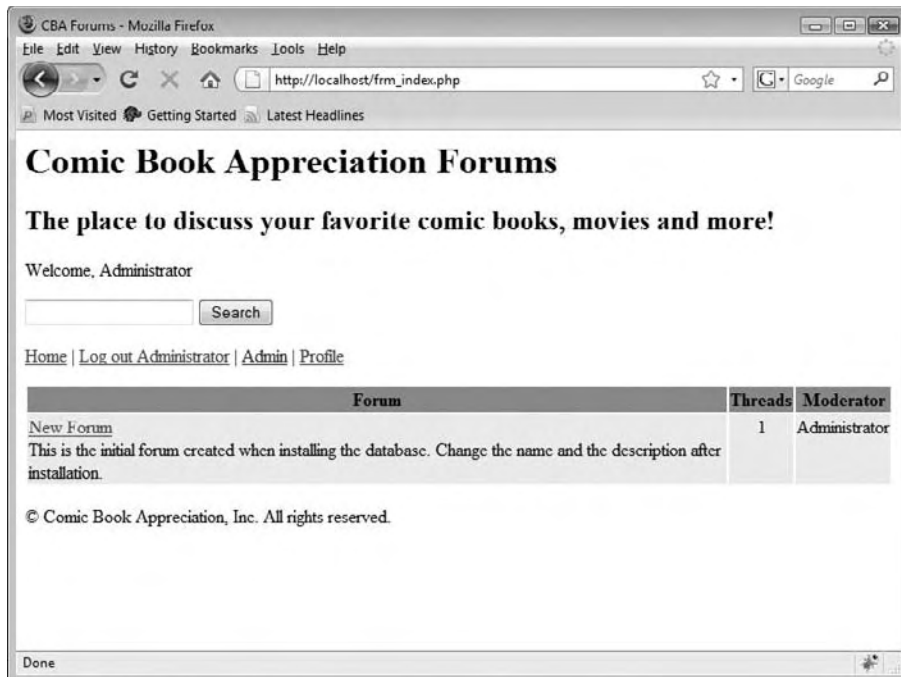 CBA Forums - Mozilla Firefox
File Edit View History Bookmarks Tools Help
http://localhost/frm_index.php
G Google
Most Visited Getting Started Latest Headlines
Comic Book Appreciation Forums
The place to discuss your favorite comic books, movies and more!
Welcome, Administrator
Search
Home | Log out Administrator | Admin | Profile
Forum Threads Moderator
New Forum 1 Administrator
This is the initial forum created when installing the database. Change the name and the description after
installation.
© Comic Book Appreciation, Inc. All rights reserved.
Done